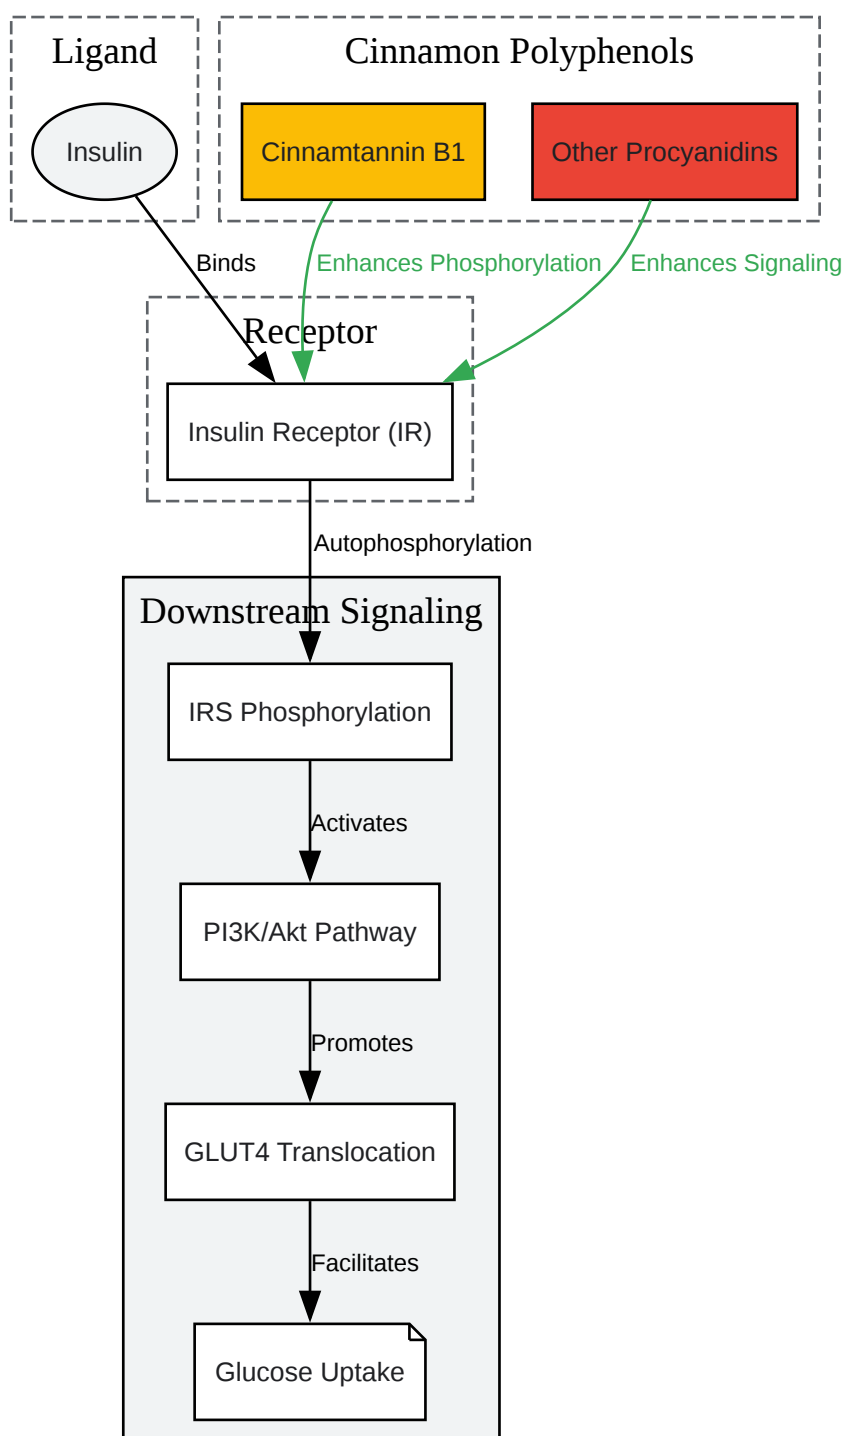 Ligand
Cinnamon Polyphenols
Insulin
Cinnamtannin B1
Other Procyanidins
Binds
Enhances Phosphorylation
Enhances Signaling
Receptor
Insulin Receptor (IR)
Autophosphorylation
Downstream Signaling
IRS Phosphorylation
Activates
PI3K/Akt Pathway
Promotes
GLUT4 Translocation
Facilitates
Glucose Uptake